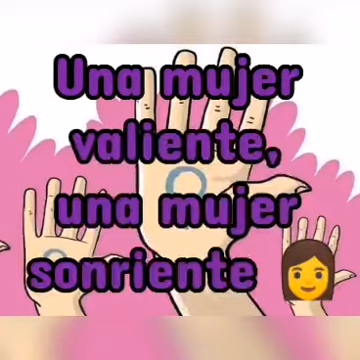 Una mujer
valiente,
una mujer
sonriente 👩